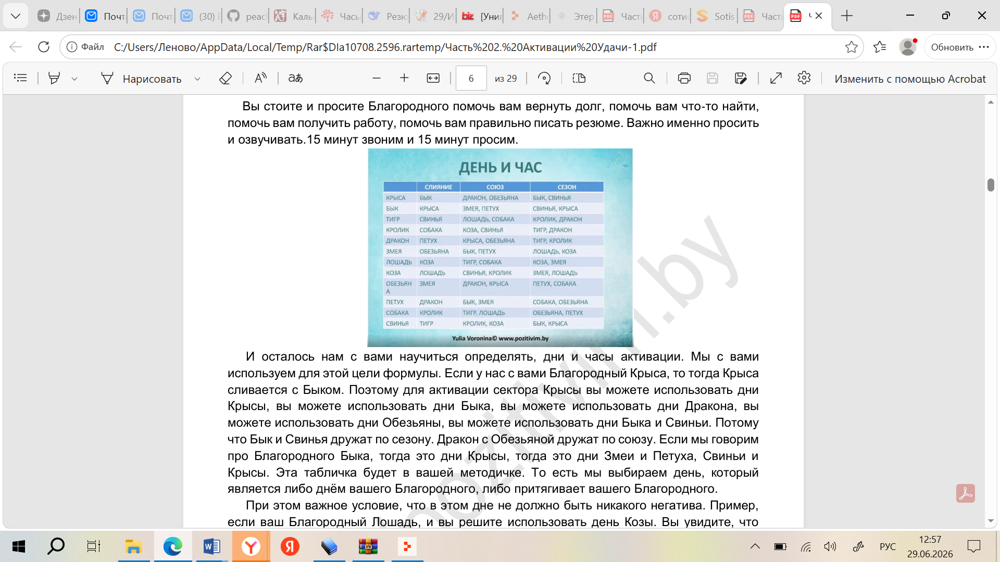 Дзен
Почт
Почт
(30) В
peac
Каль
Часы
Резю
29/И
biz
[Унив
Aeth
Этер
Часть
соти
Sotis
Часть
Файл
C:/Users/Леново/AppData/Local/Temp/Rar$DIa10708.2596.rartemp/Часть%202.%20Активации%20Удачи-1.pdf
Обновить
Нарисовать
6
из 29
Изменить с помощью Acrobat
Вы стоите и просите Благородного помочь вам вернуть долг, помочь вам что-то найти,
помочь вам получить работу, помочь вам правильно писать резюме. Важно именно просить
и озвучивать.15 минут звоним и 15 минут просим.
ДЕНЬ И ЧАС
СЛИЯНИЕ СОЮЗ СЕЗОН
КРЫСА БЫК ДРАКОН, ОБЕЗЬЯНА БЫК, СВИНЬЯ
БЫК КРЫСА ЗМЕЯ, ПЕТУХ СВИНЬЯ, КРЫСА
ТИГР СВИНЬЯ ЛОШАДЬ, СОБАКА КРОЛИК, ДРАКОН
КРОЛИК СОБАКА КОЗА, СВИНЬЯ ТИГР, ДРАКОН
ДРАКОН ПЕТУХ КРЫСА, ОБЕЗЬЯНА ТИГР, КРОЛИК
ЗМЕЯ ОБЕЗЬЯНА БЫК, ПЕТУХ ЛОШАДЬ, КОЗА
ЛОШАДЬ КОЗА ТИГР, СОБАКА КОЗА, ЗМЕЯ
КОЗА ЛОШАДЬ СВИНЬЯ, КРОЛИК ЗМЕЯ, ЛОШАДЬ
ОБЕЗЬЯН ЗМЕЯ ДРАКОН, КРЫСА ПЕТУХ, СОБАКА
А
ПЕТУХ ДРАКОН БЫК, ЗМЕЯ СОБАКА, ОБЕЗЬЯНА
СОБАКА КРОЛИК ТИГР, ЛОШАДЬ ОБЕЗЬЯНА, ПЕТУХ
СВИНЬЯ ТИГР КРОЛИК, КОЗА БЫК, КРЫСА
Yulia Voronina© www.pozitivim.by
И осталось нам с вами научиться определять, дни и часы активации. Мы с вами
используем для этой цели формулы. Если у нас с вами Благородный Крыса, то тогда Крыса
сливается с Быком. Поэтому для активации сектора Крысы вы можете использовать дни
Крысы, вы можете использовать дни Быка, вы можете использовать дни Дракона, вы
можете использовать дни Обезьяны, вы можете использовать дни Быка и Свиньи. Потому
что Бык и Свинья дружат по сезону. Дракон с Обезьяной дружат по союзу. Если мы говорим
про Благородного Быка, тогда это дни Крысы, тогда это дни Змеи и Петуха, Свиньи и
Крысы. Эта табличка будет в вашей методичке. То есть мы выбираем день, который
является либо днём вашего Благородного, либо притягивает вашего Благородного.
При этом важное условие, что в этом дне не должно быть никакого негатива. Пример,
если ваш Благородный Лошадь, и вы решите использовать день Козы. Вы увидите, что
pozitivim.by
РУС
12:57
29.06.2026